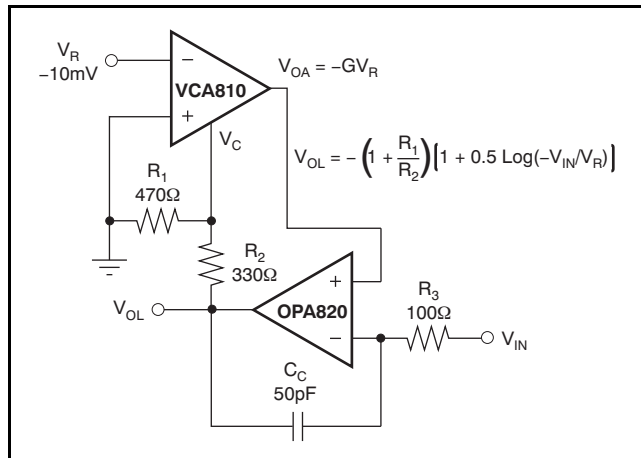 V_R
−10mV
−
VCA810
+
V_C
V_OA = −GV_R
V_OL = −(1 + R_1/R_2)[1 + 0.5 Log(−V_IN/V_R)]
R_1
470Ω
R_2
330Ω
V_OL
+
OPA820
−
R_3
100Ω
V_IN
C_C
50pF